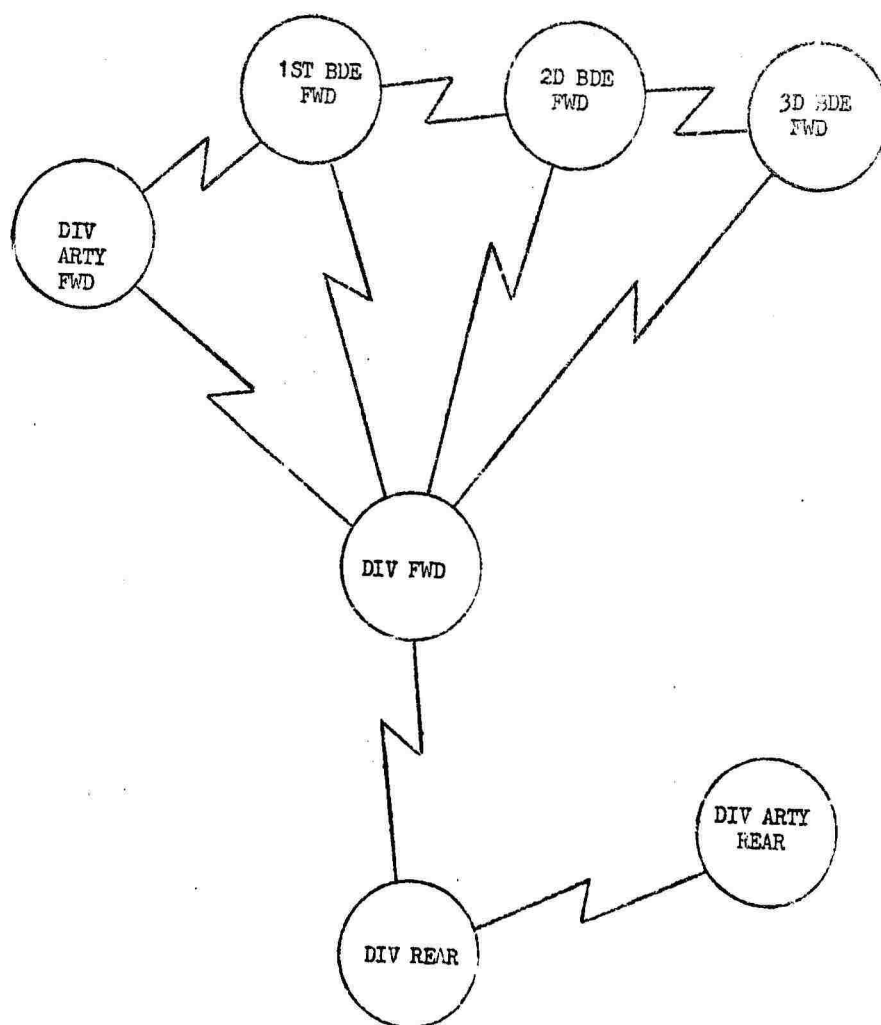 1ST BDE
FWD
2D BDE
FWD
3D BDE
FWD
DIV
ARTY
FWD
DIV FWD
DIV ARTY
REAR
DIV REAR